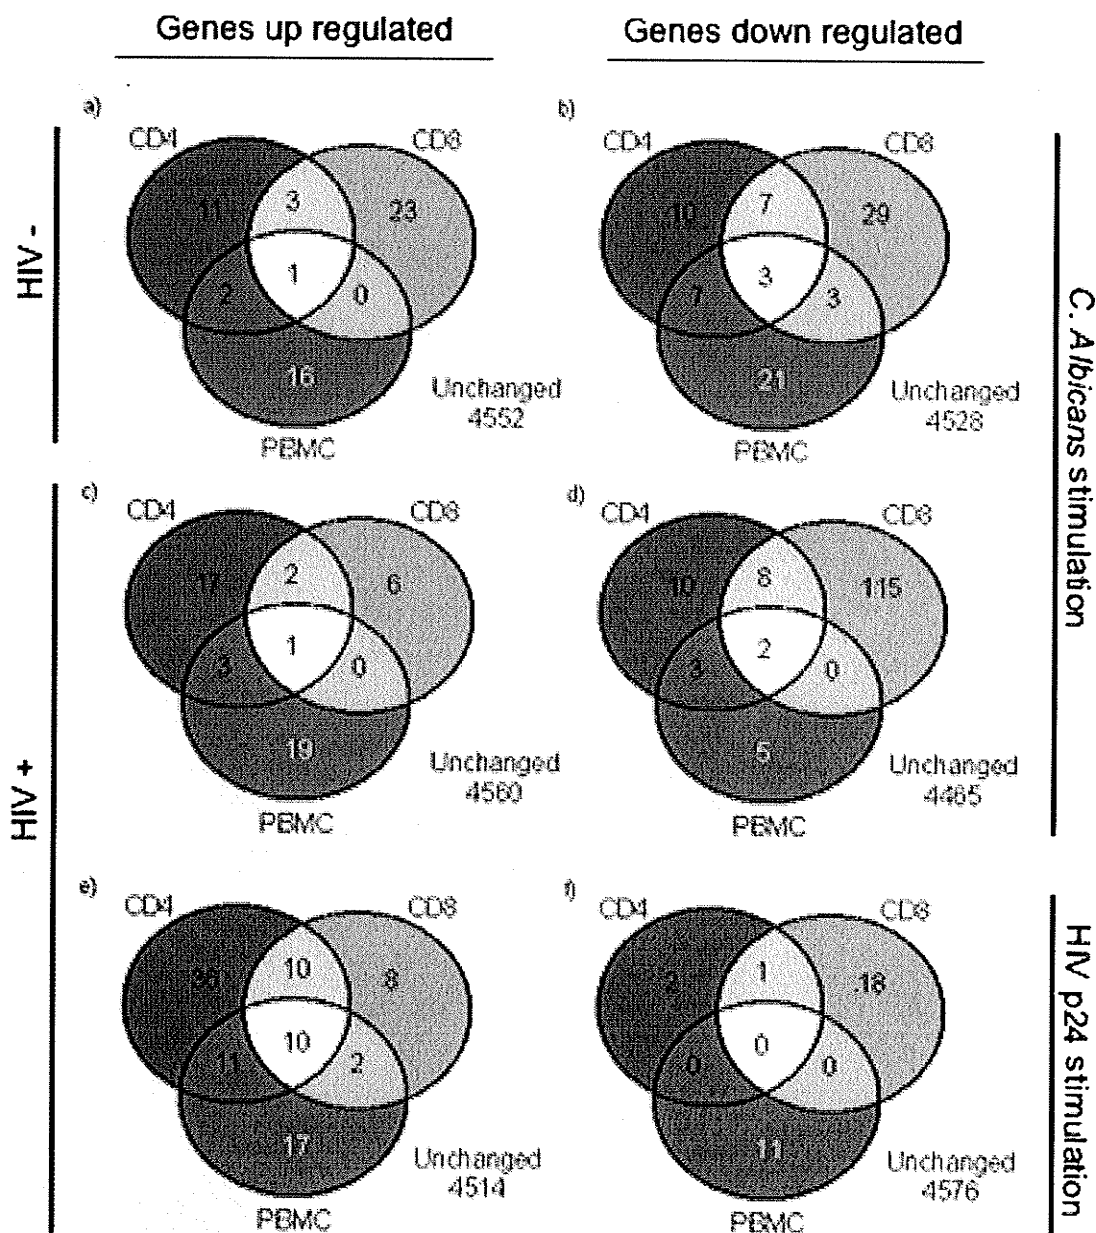 Genes up regulated
Genes down regulated
HIV -
HIV +
C. Albicans stimulation
HIV p24 stimulation
a)
CD4
CD8
11
3
23
1
2
0
16
Unchanged
4552
PBMC
b)
CD4
CD8
10
7
29
3
7
3
21
Unchanged
4528
PBMC
c)
CD4
CD8
17
2
6
1
3
0
19
Unchanged
4560
PBMC
d)
CD4
CD8
10
8
115
2
3
0
5
Unchanged
4465
PBMC
e)
CD4
CD8
36
10
8
10
11
2
17
Unchanged
4514
PBMC
f)
CD4
CD8
2
1
18
0
0
0
11
Unchanged
4576
PBMC